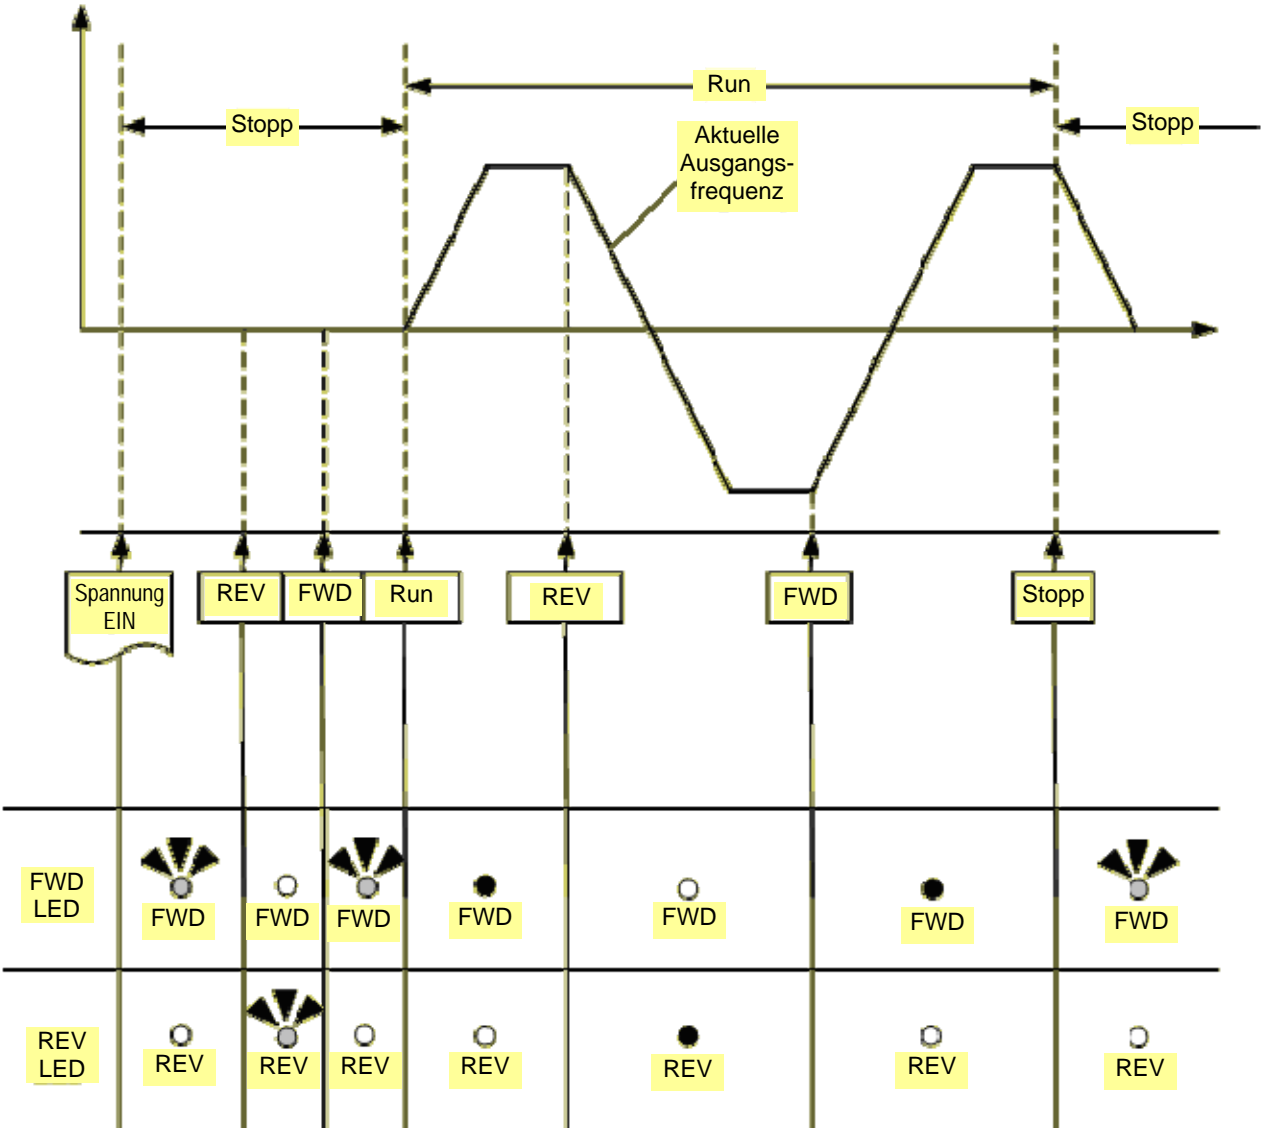 Run
Stopp
Stopp
Aktuelle
Ausgangs-
frequenz
Spannung
EIN
REV
FWD
Run
REV
FWD
Stopp
FWD
LED
FWD
FWD
FWD
FWD
FWD
FWD
FWD
REV
LED
REV
REV
REV
REV
REV
REV
REV